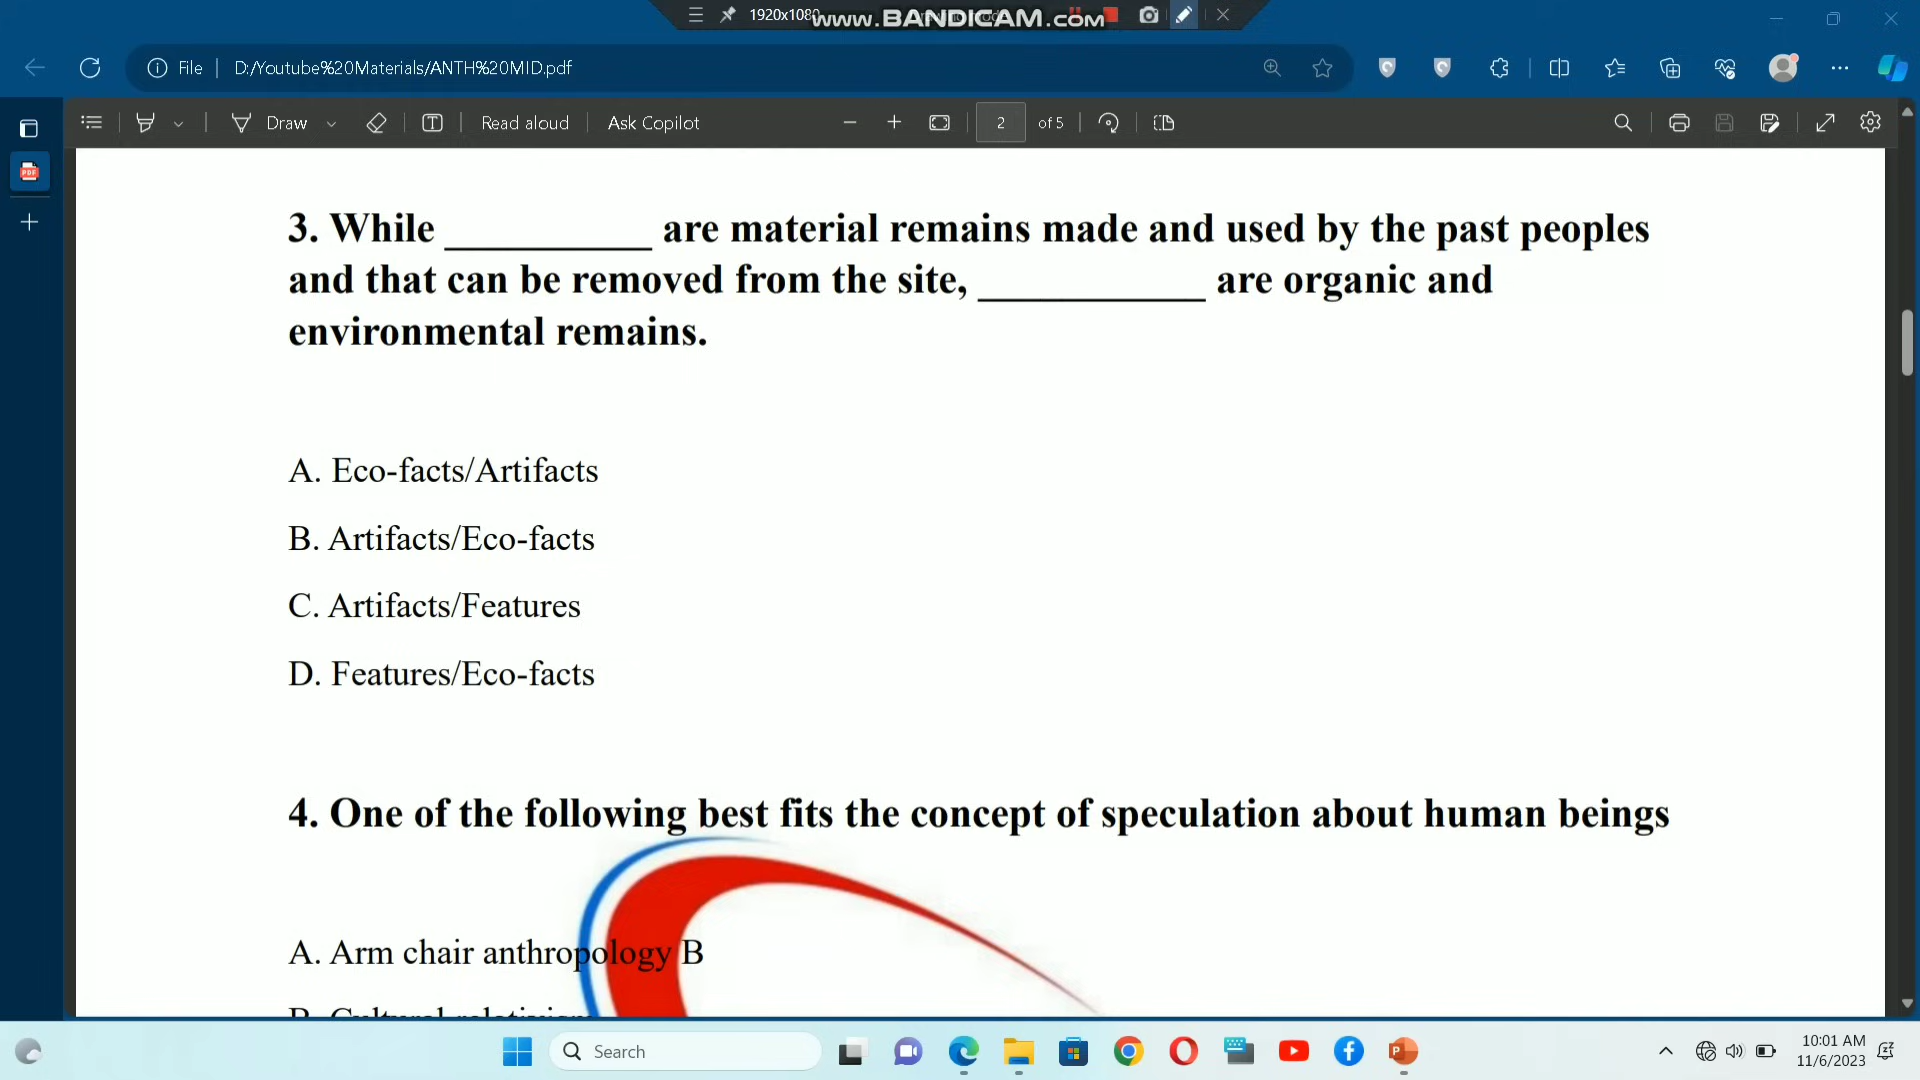 1920x1080
www.BANDICAM.com
File
D:/Youtube%20Materials/ANTH%20MID.pdf
Draw
Read aloud
Ask Copilot
2
of 5
3. While __________ are material remains made and used by the past peoples
and that can be removed from the site, ___________ are organic and
environmental remains.
A. Eco-facts/Artifacts
B. Artifacts/Eco-facts
C. Artifacts/Features
D. Features/Eco-facts
4. One of the following best fits the concept of speculation about human beings
A. Arm chair anthropology B
B. Cultural relativism
Search
10:01 AM
11/6/2023